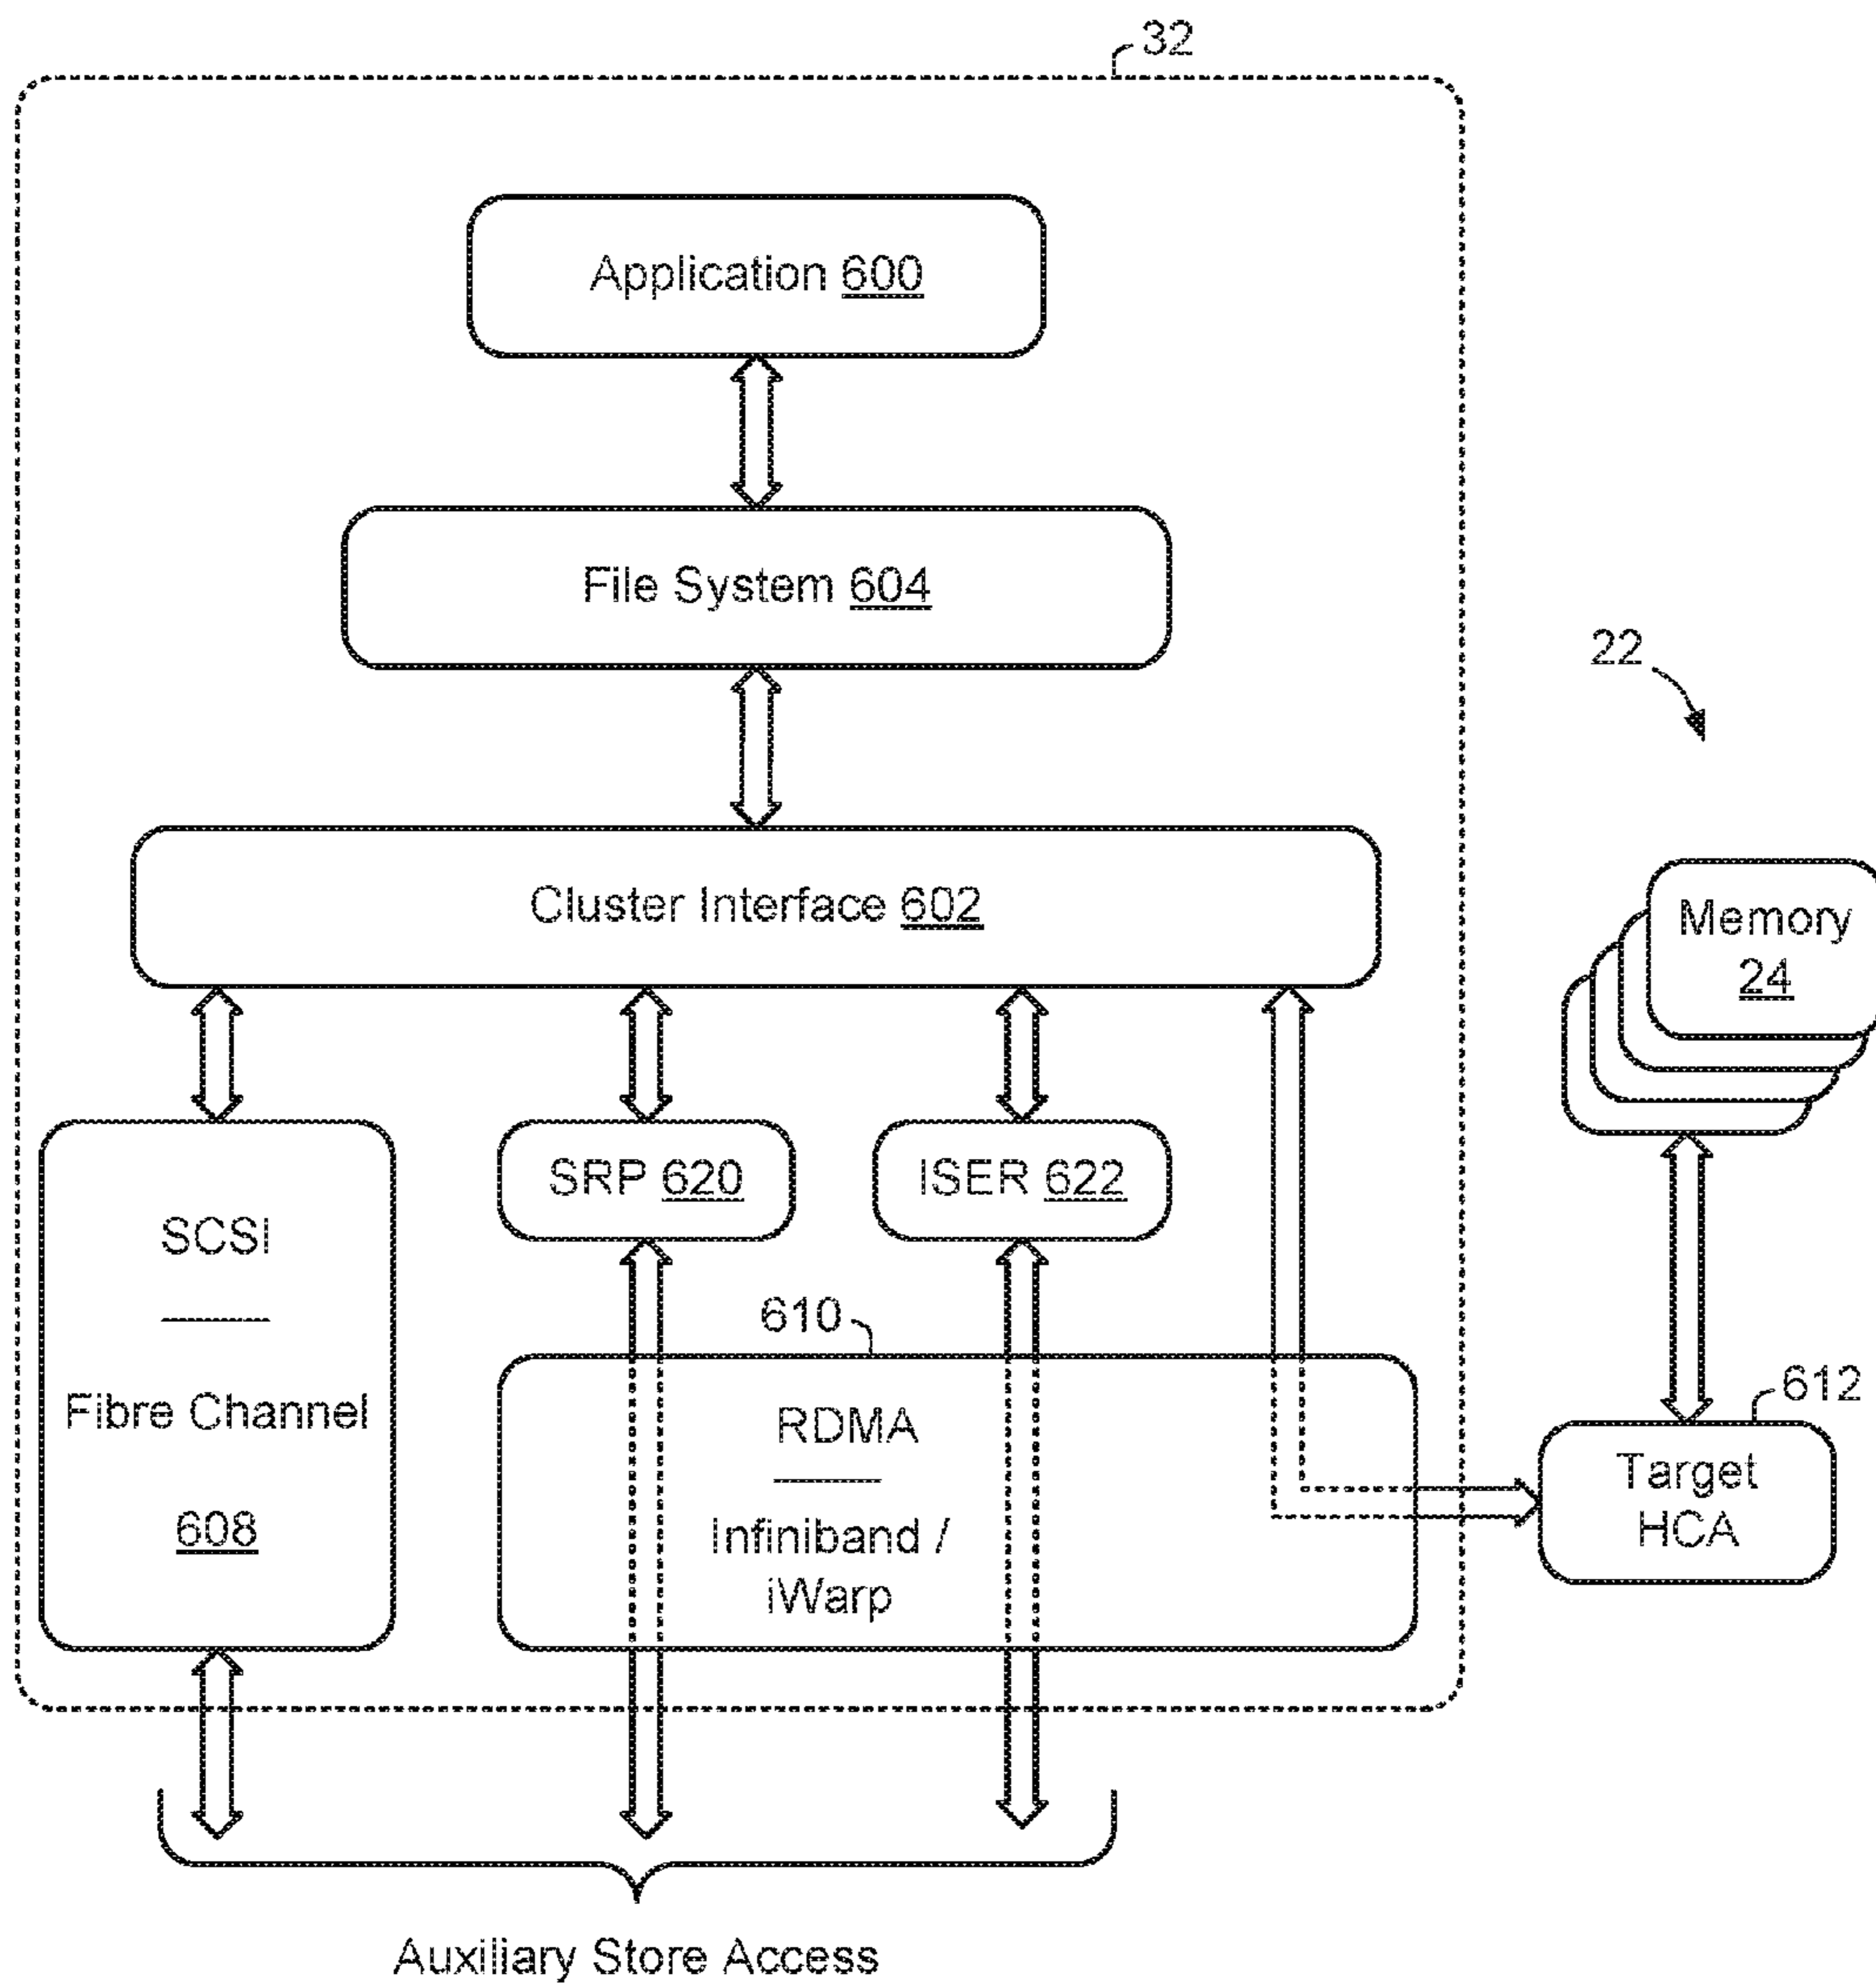 32
Application 600
File System 604
22
Cluster Interface 602
Memory
24
SRP 620
ISER 622
SCSI
Fibre Channel
608
610
RDMA
Infiniband /
iWarp
612
Target
HCA
Auxiliary Store Access